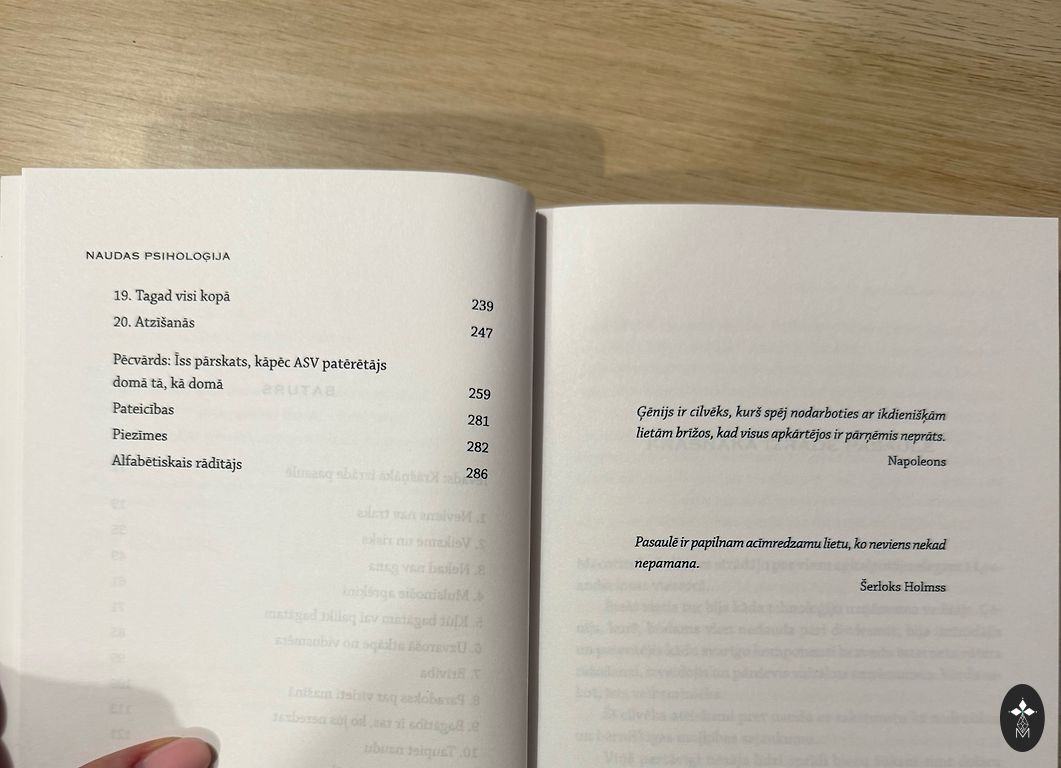 NAUDAS PSIHOLOĢIJA
19. Tagad visi kopā 239
20. Atzīšanās 247
Pēcvārds: Īss pārskats, kāpēc ASV patērētājs
domā tā, kā domā 259
Pateicības 281
Piezīmes 282
Alfabētiskais rādītājs 286
Ģēnijs ir cilvēks, kurš spēj nodarboties ar ikdienišķām
lietām brīžos, kad visus apkārtējos ir pārņēmis neprāts.
Napoleons
Pasaulē ir papilnam acīmredzamu lietu, ko neviens nekad
nepamana.
Šerloks Holmss